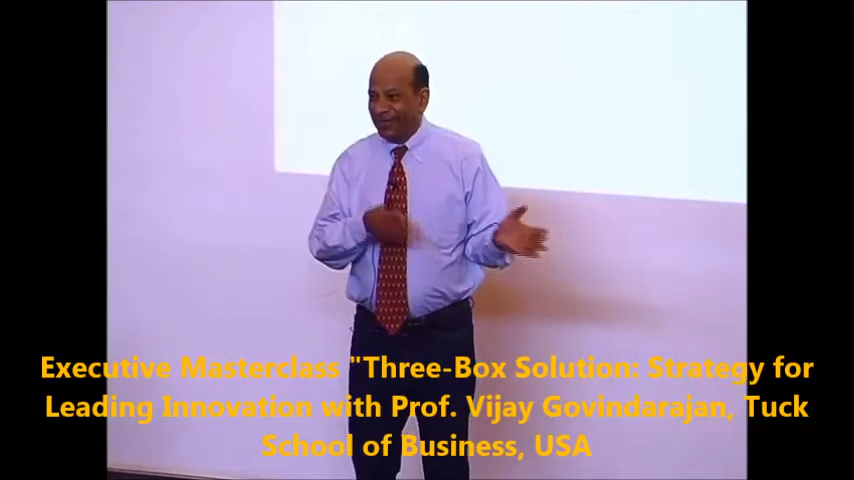 Executive Masterclass "Three-Box Solution: Strategy for
Leading Innovation with Prof. Vijay Govindarajan, Tuck
School of Business, USA